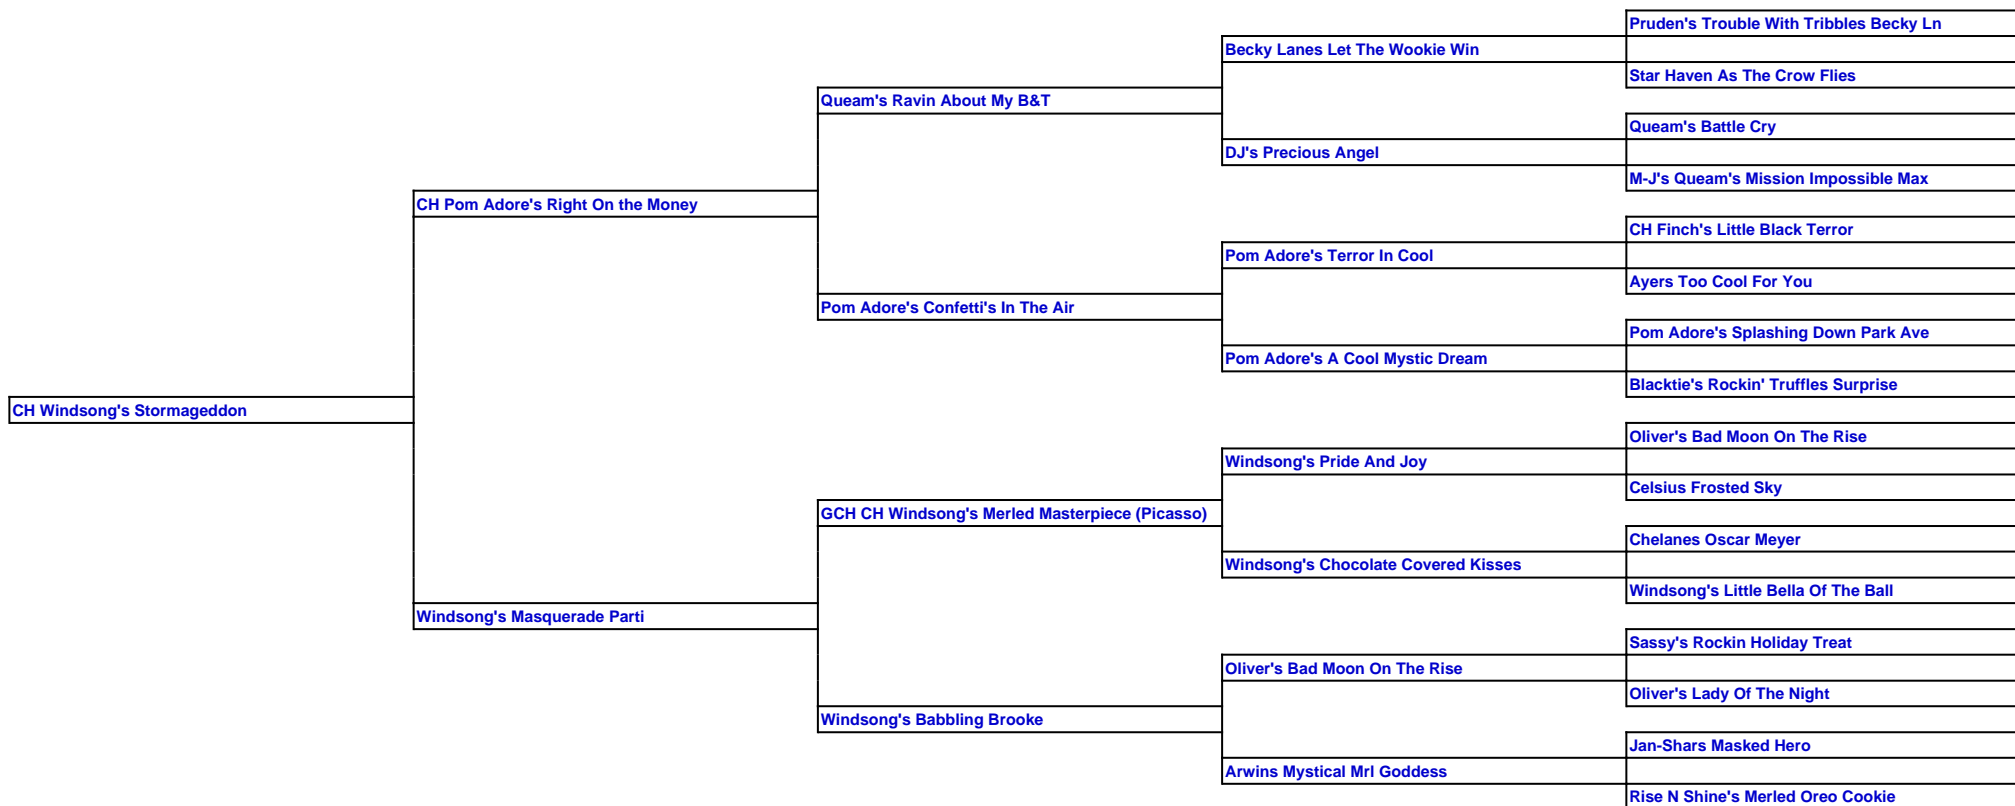 Pruden's Trouble With Tribbles Becky Ln
Becky Lanes Let The Wookie Win
Star Haven As The Crow Flies
Queam's Ravin About My B&T
Queam's Battle Cry
DJ's Precious Angel
M-J's Queam's Mission Impossible Max
CH Pom Adore's Right On the Money
CH Finch's Little Black Terror
Pom Adore's Terror In Cool
Ayers Too Cool For You
Pom Adore's Confetti's In The Air
Pom Adore's Splashing Down Park Ave
Pom Adore's A Cool Mystic Dream
Blacktie's Rockin' Truffles Surprise
CH Windsong's Stormageddon
Oliver's Bad Moon On The Rise
Windsong's Pride And Joy
Celsius Frosted Sky
GCH CH Windsong's Merled Masterpiece (Picasso)
Chelanes Oscar Meyer
Windsong's Chocolate Covered Kisses
Windsong's Little Bella Of The Ball
Windsong's Masquerade Parti
Sassy's Rockin Holiday Treat
Oliver's Bad Moon On The Rise
Oliver's Lady Of The Night
Windsong's Babbling Brooke
Jan-Shars Masked Hero
Arwins Mystical Mrl Goddess
Rise N Shine's Merled Oreo Cookie